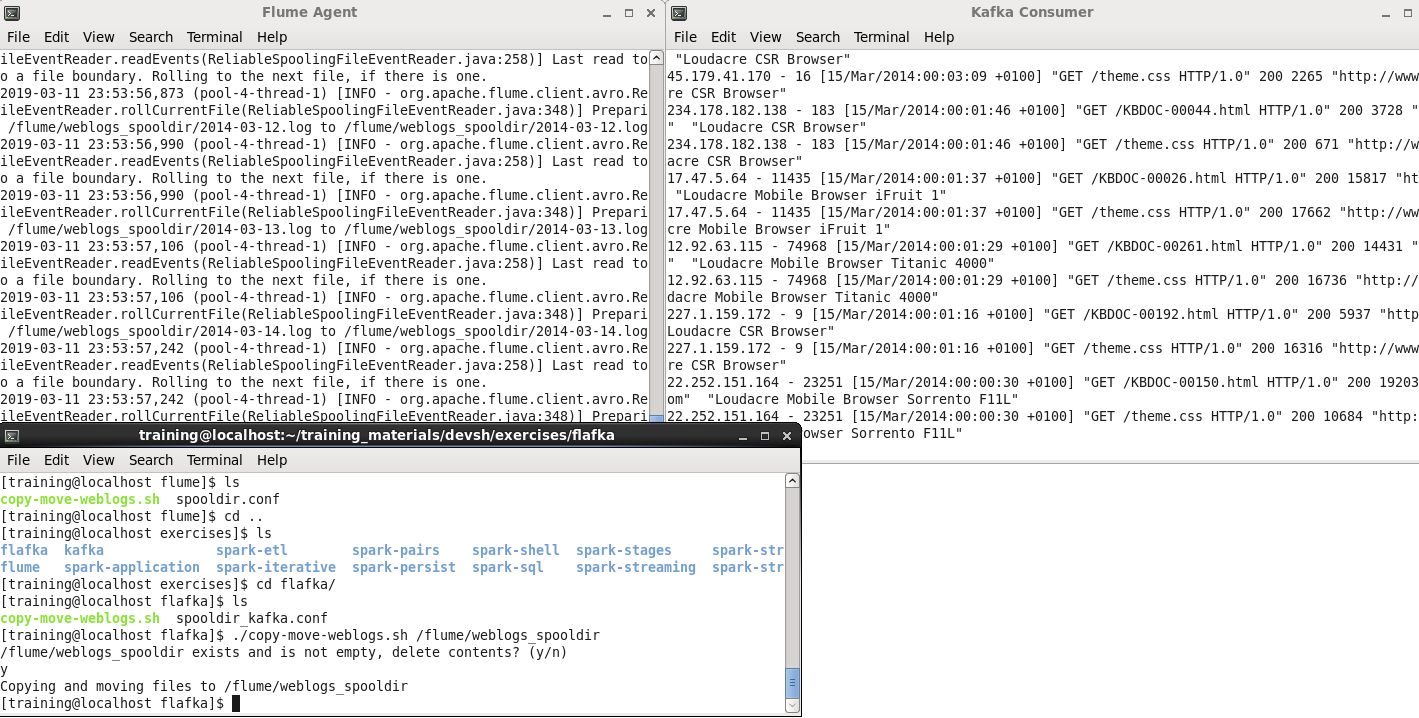 Flume Agent
File Edit View Search Terminal Help
ileEventReader.readEvents(ReliableSpoolingFileEventReader.java:258)] Last read to
o a file boundary. Rolling to the next file, if there is one.
2019-03-11 23:53:56,873 (pool-4-thread-1) [INFO - org.apache.flume.client.avro.Re
ileEventReader.rollCurrentFile(ReliableSpoolingFileEventReader.java:348)] Prepari
/flume/weblogs_spooldir/2014-03-12.log to /flume/weblogs_spooldir/2014-03-12.log
2019-03-11 23:53:56,990 (pool-4-thread-1) [INFO - org.apache.flume.client.avro.Re
ileEventReader.readEvents(ReliableSpoolingFileEventReader.java:258)] Last read to
o a file boundary. Rolling to the next file, if there is one.
2019-03-11 23:53:56,990 (pool-4-thread-1) [INFO - org.apache.flume.client.avro.Re
ileEventReader.rollCurrentFile(ReliableSpoolingFileEventReader.java:348)] Prepari
/flume/weblogs_spooldir/2014-03-13.log to /flume/weblogs_spooldir/2014-03-13.log
2019-03-11 23:53:57,106 (pool-4-thread-1) [INFO - org.apache.flume.client.avro.Re
ileEventReader.readEvents(ReliableSpoolingFileEventReader.java:258)] Last read to
o a file boundary. Rolling to the next file, if there is one.
2019-03-11 23:53:57,106 (pool-4-thread-1) [INFO - org.apache.flume.client.avro.Re
ileEventReader.rollCurrentFile(ReliableSpoolingFileEventReader.java:348)] Prepari
/flume/weblogs_spooldir/2014-03-14.log to /flume/weblogs_spooldir/2014-03-14.log
2019-03-11 23:53:57,242 (pool-4-thread-1) [INFO - org.apache.flume.client.avro.Re
ileEventReader.readEvents(ReliableSpoolingFileEventReader.java:258)] Last read to
o a file boundary. Rolling to the next file, if there is one.
2019-03-11 23:53:57,242 (pool-4-thread-1) [INFO - org.apache.flume.client.avro.Re
ileEventReader.rollCurrentFile(ReliableSpoolingFileEventReader.java:348)] Prepari
Kafka Consumer
File Edit View Search Terminal Help
"Loudacre CSR Browser"
45.179.41.170 - 16 [15/Mar/2014:00:03:09 +0100] "GET /theme.css HTTP/1.0" 200 2265 "http://www
re CSR Browser"
234.178.182.138 - 183 [15/Mar/2014:00:01:46 +0100] "GET /KBDOC-00044.html HTTP/1.0" 200 3728 "
"  "Loudacre CSR Browser"
234.178.182.138 - 183 [15/Mar/2014:00:01:46 +0100] "GET /theme.css HTTP/1.0" 200 671 "http://w
acre CSR Browser"
17.47.5.64 - 11435 [15/Mar/2014:00:01:37 +0100] "GET /KBDOC-00026.html HTTP/1.0" 200 15817 "ht
"Loudacre Mobile Browser iFruit 1"
17.47.5.64 - 11435 [15/Mar/2014:00:01:37 +0100] "GET /theme.css HTTP/1.0" 200 17662 "http://ww
cre Mobile Browser iFruit 1"
12.92.63.115 - 74968 [15/Mar/2014:00:01:29 +0100] "GET /KBDOC-00261.html HTTP/1.0" 200 14431 "
"  "Loudacre Mobile Browser Titanic 4000"
12.92.63.115 - 74968 [15/Mar/2014:00:01:29 +0100] "GET /theme.css HTTP/1.0" 200 16736 "http://
dacre Mobile Browser Titanic 4000"
227.1.159.172 - 9 [15/Mar/2014:00:01:16 +0100] "GET /KBDOC-00192.html HTTP/1.0" 200 5937 "http
Loudacre CSR Browser"
227.1.159.172 - 9 [15/Mar/2014:00:01:16 +0100] "GET /theme.css HTTP/1.0" 200 16316 "http://www
re CSR Browser"
22.252.151.164 - 23251 [15/Mar/2014:00:00:30 +0100] "GET /KBDOC-00150.html HTTP/1.0" 200 19203
om"  "Loudacre Mobile Browser Sorrento F11L"
22.252.151.164 - 23251 [15/Mar/2014:00:00:30 +0100] "GET /theme.css HTTP/1.0" 200 10684 "http:
owser Sorrento F11L"
training@localhost:~/training_materials/devsh/exercises/flafka
File Edit View Search Terminal Help
[training@localhost flume]$ ls
copy-move-weblogs.sh  spooldir.conf
[training@localhost flume]$ cd ..
[training@localhost exercises]$ ls
flafka  kafka  spark-etl  spark-pairs  spark-shell  spark-stages  spark-str
flume  spark-application  spark-iterative  spark-persist  spark-sql  spark-streaming  spark-str
[training@localhost exercises]$ cd flafka/
[training@localhost flafka]$ ls
copy-move-weblogs.sh  spooldir_kafka.conf
[training@localhost flafka]$ ./copy-move-weblogs.sh /flume/weblogs_spooldir
/flume/weblogs_spooldir exists and is not empty, delete contents? (y/n)
y
Copying and moving files to /flume/weblogs_spooldir
[training@localhost flafka]$